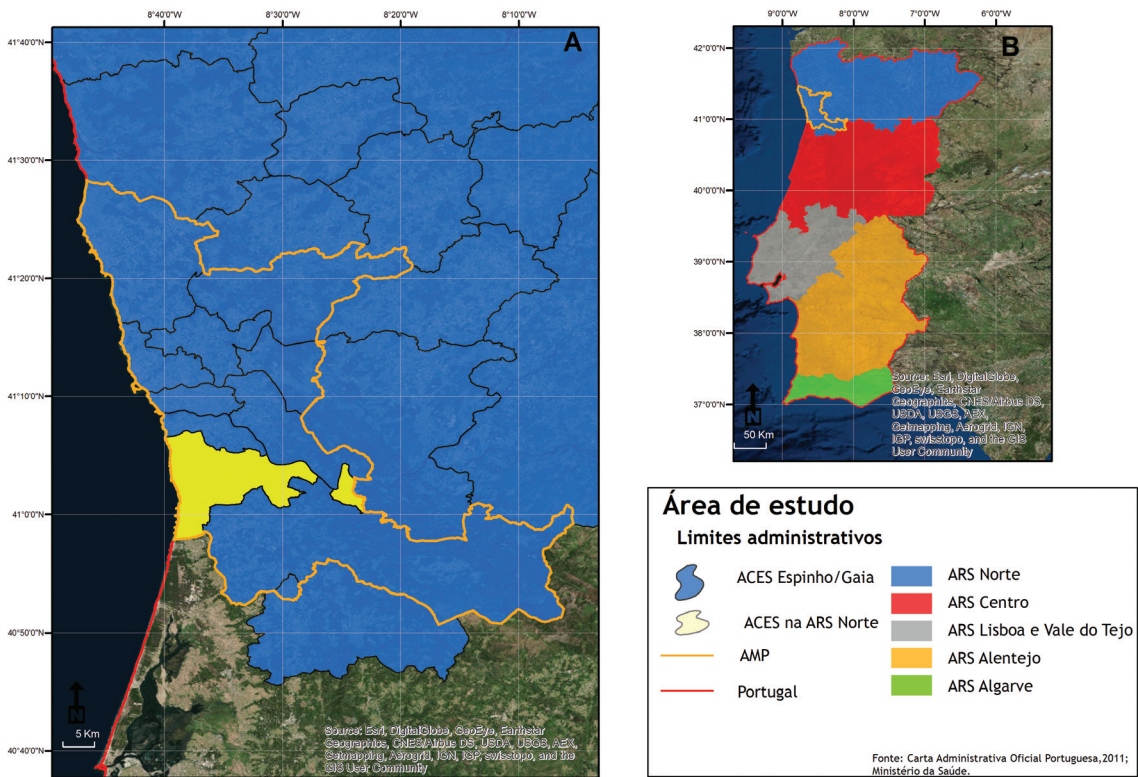 8°40'0"W
8°30'0"W
8°20'0"W
8°10'0"W
A
41°40'0"N
41°30'0"N
41°20'0"N
41°10'0"N
41°0'0"N
40°50'0"N
40°40'0"N
N
5 Km
Source: Esri, DigitalGlobe, GeoEye, Earthstar
Geographics, CNES/Airbus DS, USDA, USGS, AEX,
Getmapping, Aerogrid, IGN, IGP, swisstopo, and the
GIS User Community
9°0'0"W
8°0'0"W
7°0'0"W
6°0'0"W
B
42°0'0"N
41°0'0"N
40°0'0"N
39°0'0"N
38°0'0"N
37°0'0"N
N
50 Km
Source: Esri, DigitalGlobe,
GeoEye, Earthstar
Geographics, CNES/Airbus DS,
USDA, USGS, AEX,
Getmapping, Aerogrid, IGN,
IGP, swisstopo, and the GIS
User Community
Área de estudo
Limites administrativos
ACES Espinho/Gaia
ACES na ARS Norte
AMP
Portugal
ARS Norte
ARS Centro
ARS Lisboa e Vale do Tejo
ARS Alentejo
ARS Algarve
Fonte: Carta Administrativa Oficial Portuguesa,2011;
Ministério da Saúde.